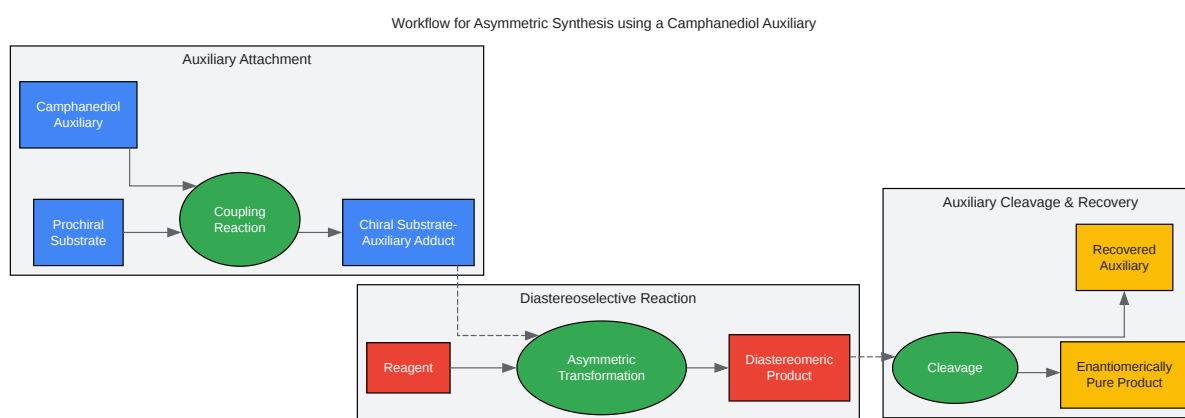 Workflow for Asymmetric Synthesis using a Camphanediol Auxiliary
Auxiliary Attachment
Camphanediol
Auxiliary
Prochiral
Substrate
Coupling
Reaction
Chiral Substrate-
Auxiliary Adduct
Diastereoselective Reaction
Reagent
Asymmetric
Transformation
Diastereomeric
Product
Auxiliary Cleavage & Recovery
Recovered
Auxiliary
Cleavage
Enantiomerically
Pure Product